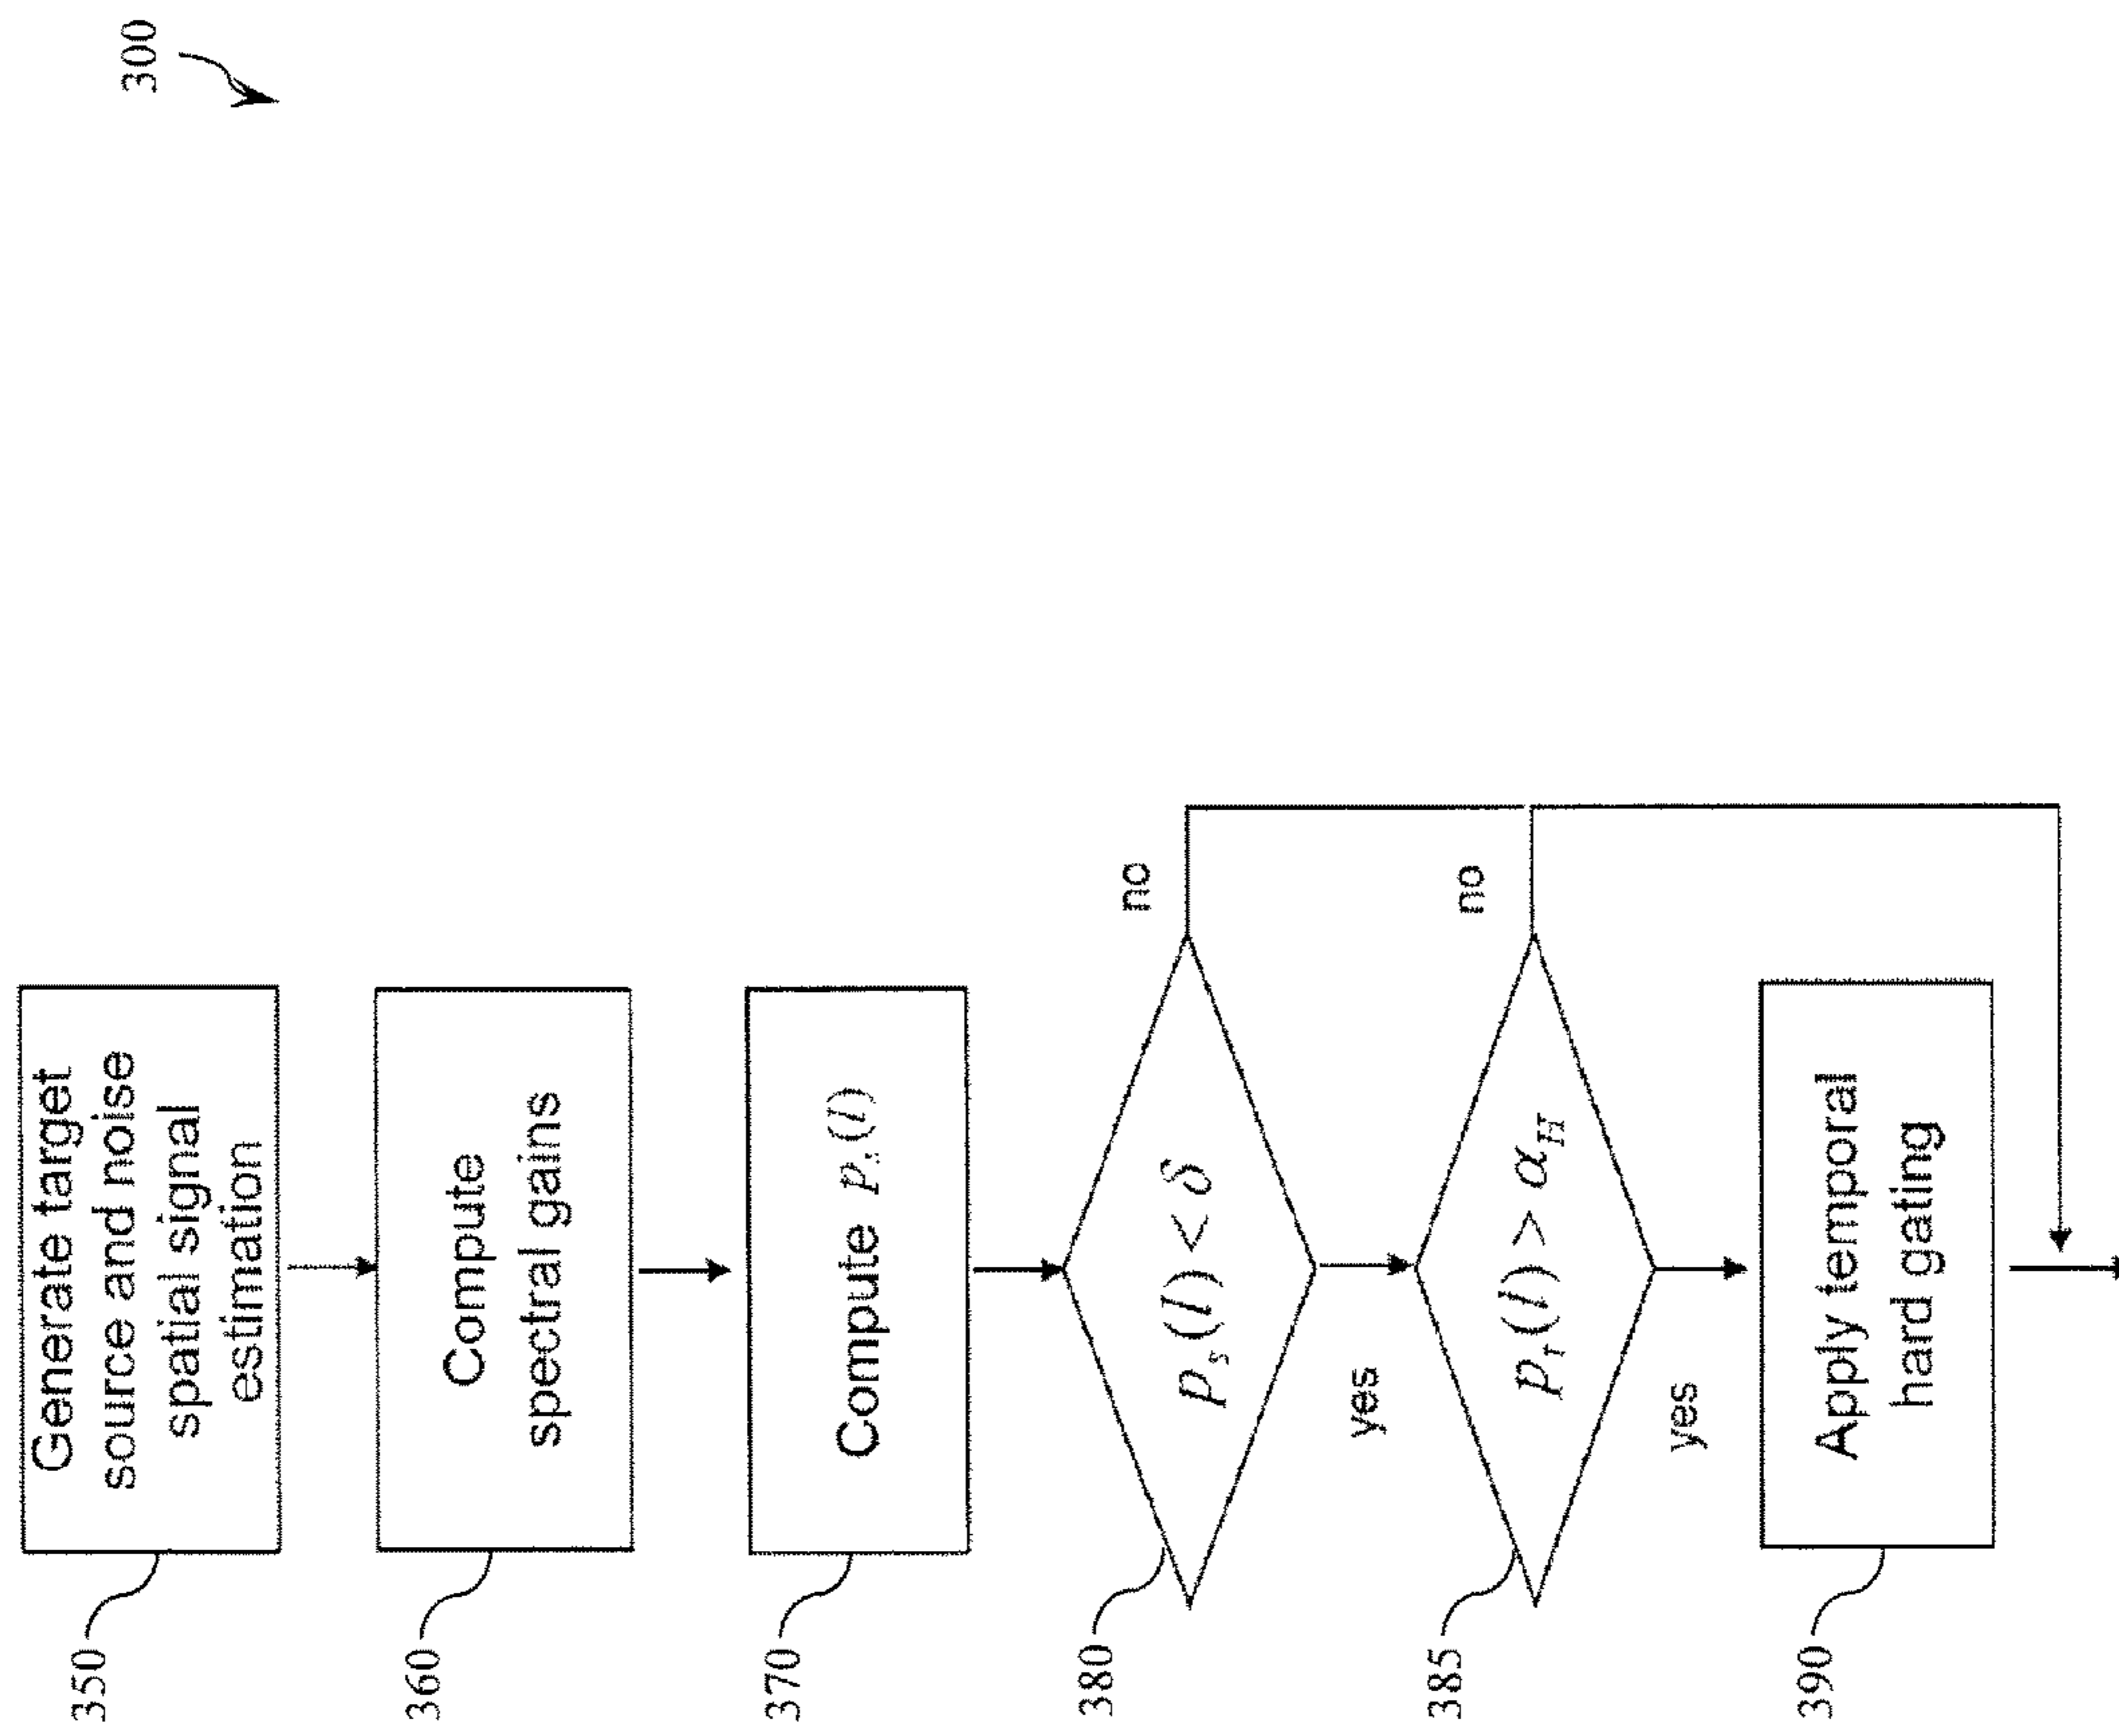 300
350
Generate target
source and noise
spatial signal
estimation
360
Compute
spectral gains
370
Compute p_s(l)
380
p_s(l) < δ
no
yes
385
p_T(l) > α_H
no
yes
390
Apply temporal
hard gating